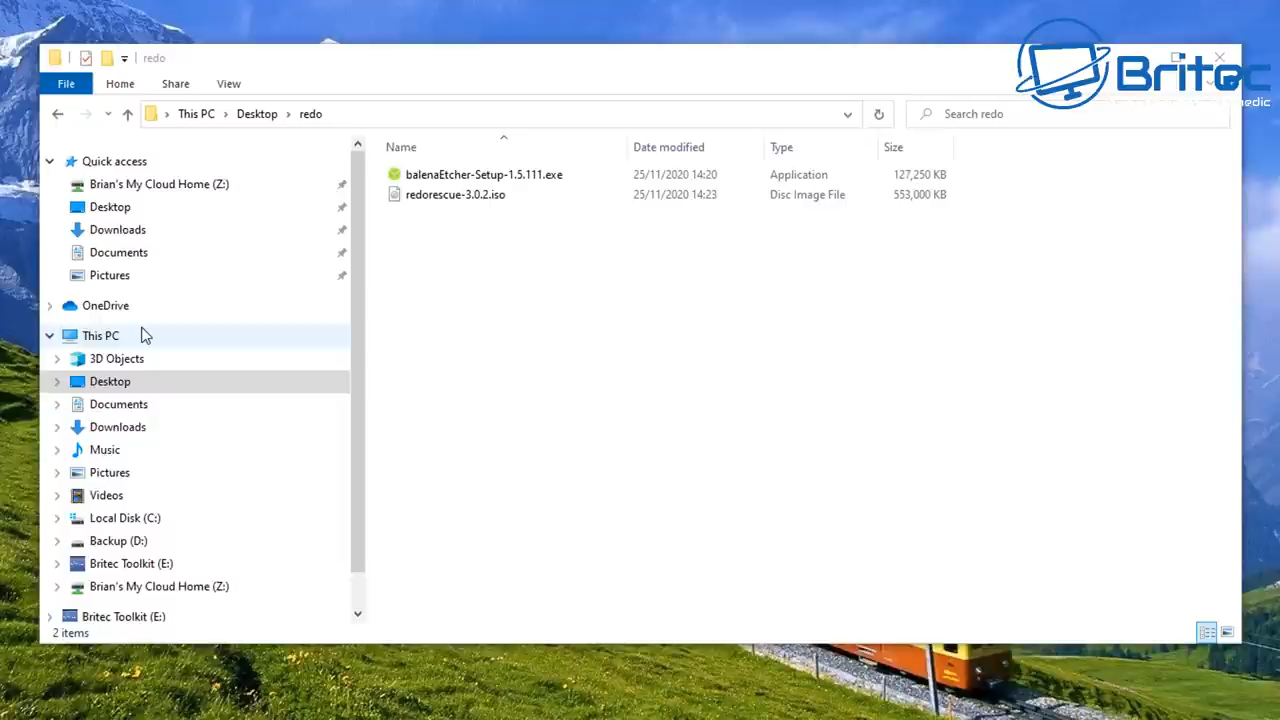 redo
Britec
File Home Share View
This PC Desktop redo Search redo
Name Date modified Type Size
Quick access
balenaEtcher-Setup-1.5.111.exe 25/11/2020 14:20 Application 127,250 KB
Brian's My Cloud Home (Z:)
redorescue-3.0.2.iso 25/11/2020 14:23 Disc Image File 553,000 KB
Desktop
Downloads
Documents
Pictures
OneDrive
This PC
3D Objects
Desktop
Documents
Downloads
Music
Pictures
Videos
Local Disk (C:)
Backup (D:)
Britec Toolkit (E:)
Brian's My Cloud Home (Z:)
Britec Toolkit (E:)
2 items